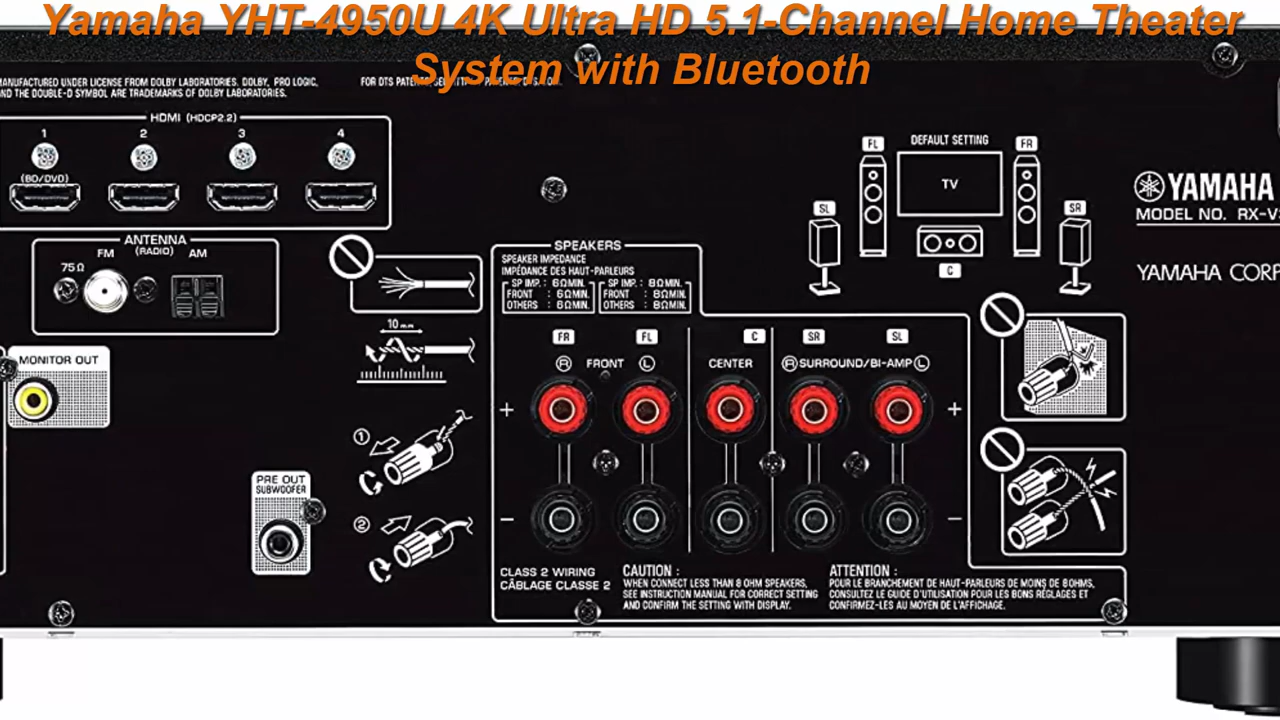 Yamaha YHT-4950U 4K Ultra HD 5.1-Channel Home Theater
System with Bluetooth
MANUFACTURED UNDER LICENSE FROM DOLBY LABORATORIES. DOLBY, PRO LOGIC,
AND THE DOUBLE-D SYMBOL ARE TRADEMARKS OF DOLBY LABORATORIES.
FOR DTS
HDMI (HDCP2.2)
1 2 3 4
(BD/DVD)
ANTENNA
(RADIO)
FM AM
75Ω
MONITOR OUT
PRE OUT
SUBWOOFER
10mm
①
②
SPEAKERS
SPEAKER IMPEDANCE
IMPÉDANCE DES HAUT-PARLEURS
SP IMP. : 6ΩMIN. SP IMP. : 8ΩMIN.
FRONT : 6ΩMIN. FRONT : 8ΩMIN.
OTHERS : 6ΩMIN. OTHERS : 8ΩMIN.
FR FL C SR SL
R FRONT L CENTER R SURROUND/BI-AMP L
+ +
– –
CLASS 2 WIRING
CÂBLAGE CLASSE 2
CAUTION :
WHEN CONNECT LESS THAN 8 OHM SPEAKERS,
SEE INSTRUCTION MANUAL FOR CORRECT SETTING
AND CONFIRM THE SETTING WITH DISPLAY.
ATTENTION :
POUR LE BRANCHEMENT DE HAUT-PARLEURS DE MOINS DE 8OHMS,
CONSULTEZ LE GUIDE D'UTILISATION POUR LES BONS RÉGLAGES ET
CONFIRMEZ-LES AU MOYEN DE L'AFFICHAGE.
DEFAULT SETTING
FL FR
TV
SL SR
C
YAMAHA
MODEL NO. RX-V
YAMAHA CORP